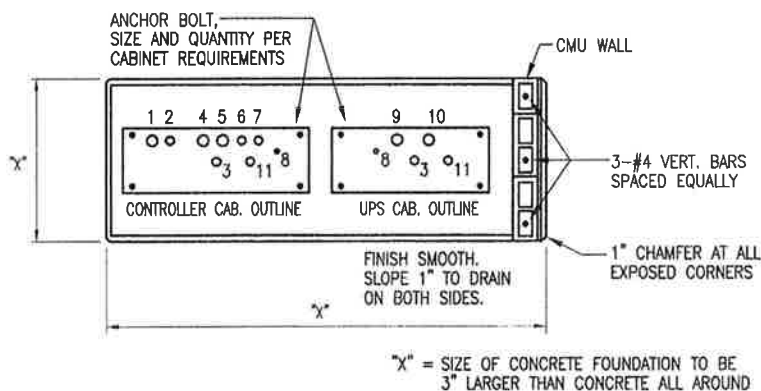 ANCHOR BOLT,
SIZE AND QUANTITY PER
CABINET REQUIREMENTS
CMU WALL
1 2 4 5 6 7
9 10
3 11 8
8 3 11
"X"
3-#4 VERT. BARS
SPACED EQUALLY
CONTROLLER CAB. OUTLINE
UPS CAB. OUTLINE
FINISH SMOOTH.
SLOPE 1" TO DRAIN
ON BOTH SIDES.
1" CHAMFER AT ALL
EXPOSED CORNERS
"X"
"X" = SIZE OF CONCRETE FOUNDATION TO BE
3" LARGER THAN CONCRETE ALL AROUND